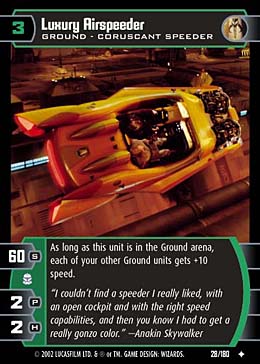 3
Luxury Airspeeder
GROUND - CORUSCANT SPEEDER
60 S
As long as this unit is in the Ground arena,
each of your other Ground units gets +10
speed.
2 P
2 H
"I couldn't find a speeder I really liked, with
an open cockpit and with the right speed
capabilities, and then you know I had to get a
really gonzo color." –Anakin Skywalker
© 2002 LUCASFILM LTD. & ® or TM. GAME DESIGN: WIZARDS.
28/180